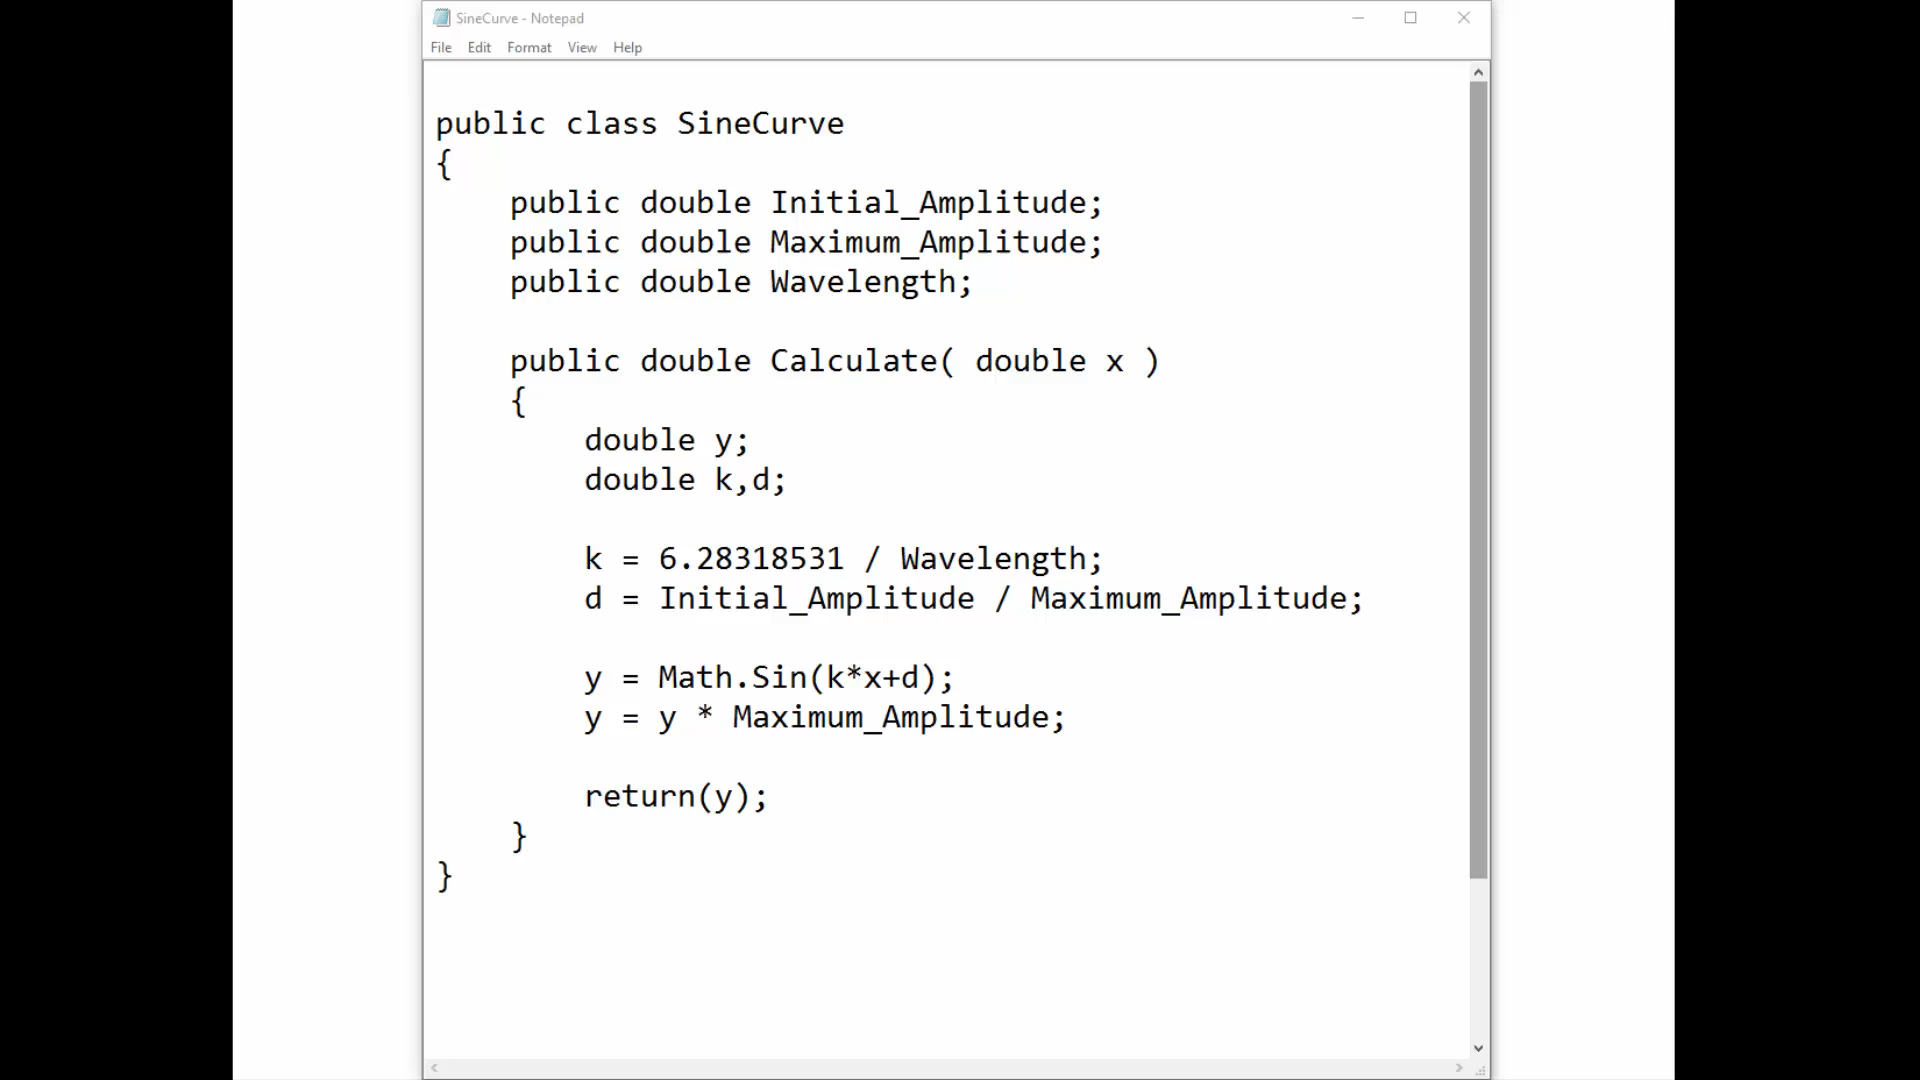 SineCurve - Notepad
File Edit Format View Help
public class SineCurve
{
public double Initial_Amplitude;
public double Maximum_Amplitude;
public double Wavelength;
public double Calculate( double x )
{
double y;
double k,d;
k = 6.28318531 / Wavelength;
d = Initial_Amplitude / Maximum_Amplitude;
y = Math.Sin(k*x+d);
y = y * Maximum_Amplitude;
return(y);
}
}